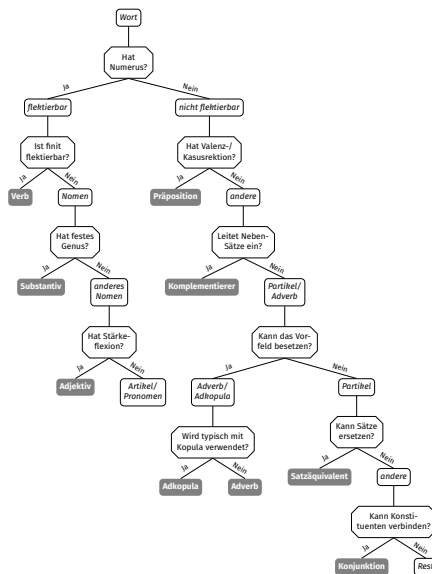 Wort
Hat
Numerus?
Ja
Nein
flektierbar
nicht flektierbar
Ist finit
flektierbar?
Hat Valenz-/
Kasusrektion?
Ja
Nein
Ja
Nein
Verb
Nomen
Präposition
andere
Hat festes
Genus?
Leitet Neben-
Sätze ein?
Ja
Nein
Ja
Nein
Substantiv
anderes
Nomen
Komplementierer
Partikel/
Adverb
Hat Stärke-
flexion?
Kann das Vor-
feld besetzen?
Ja
Nein
Ja
Nein
Adjektiv
Artikel/
Pronomen
Adverb/
Adkopula
Partikel
Wird typisch mit
Kopula verwendet?
Kann Sätze
ersetzen?
Ja
Nein
Ja
Nein
Adkopula
Adverb
Satzäquivalent
andere
Kann Konsti-
tuenten verbinden?
Ja
Nein
Konjunktion
Rest